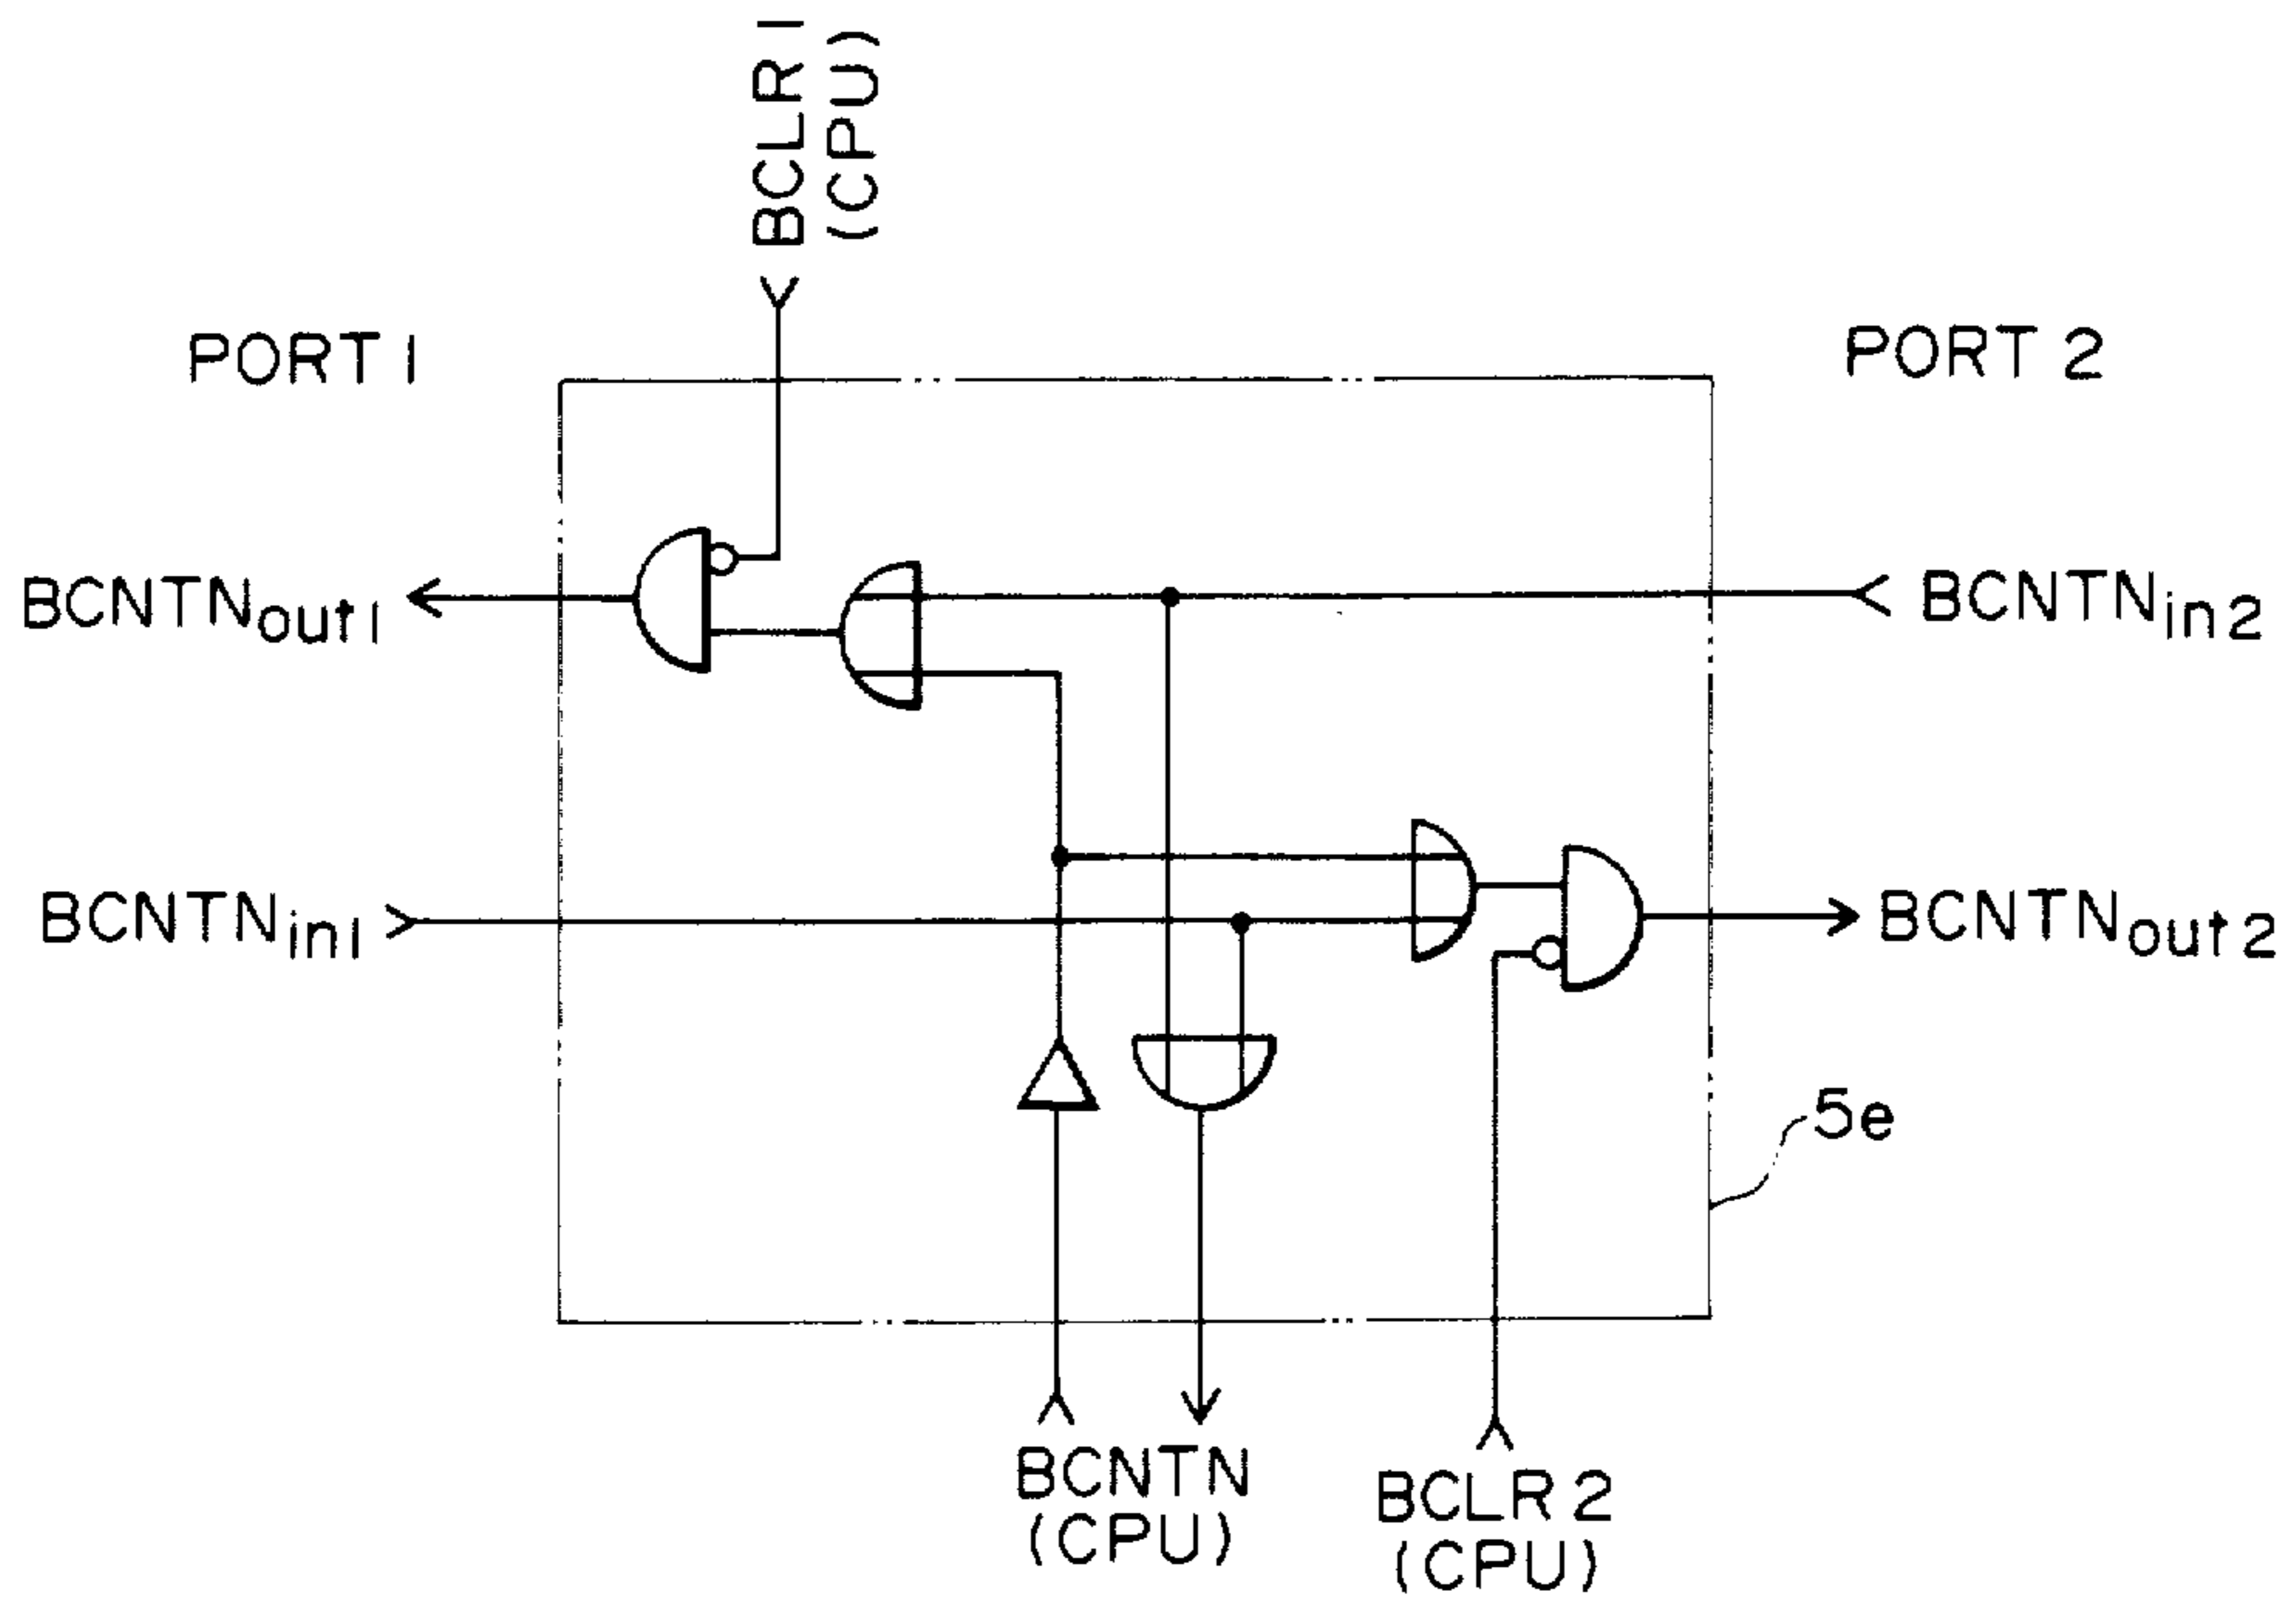 BCLR1
(CPU)
PORT 1
PORT 2
BCNTNout1
BCNTNin2
BCNTNin1
BCNTNout2
5e
BCNTN
(CPU)
BCLR2
(CPU)